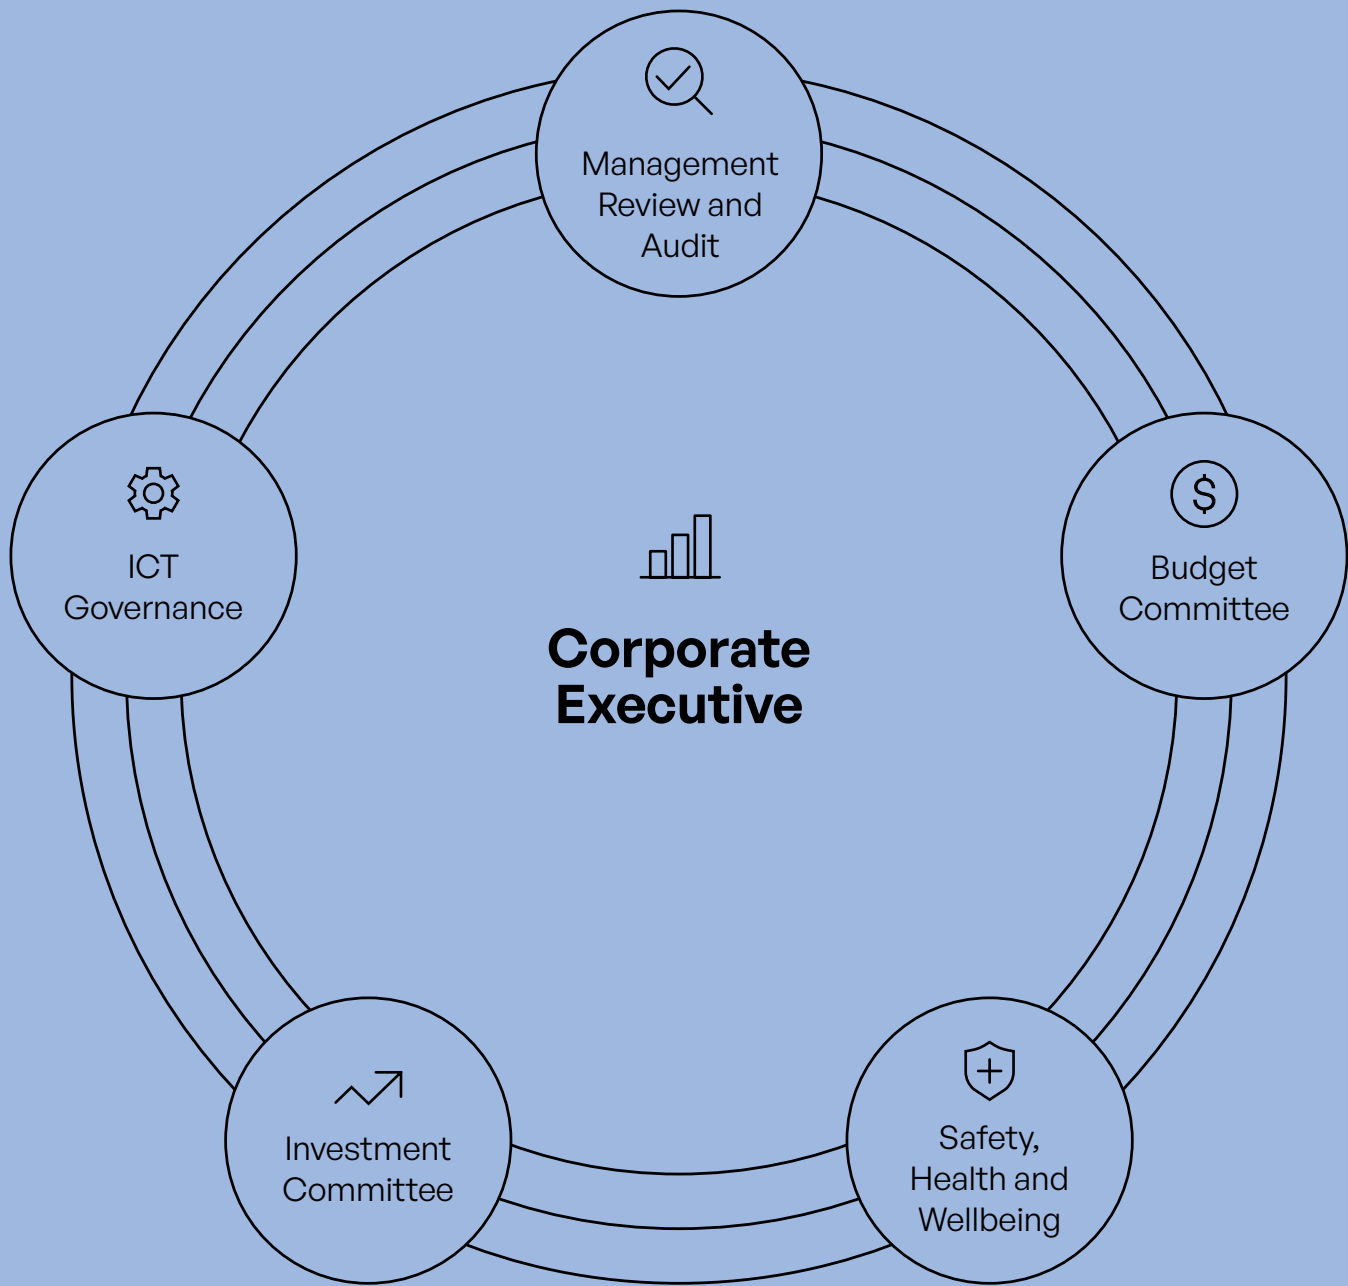 Management
Review and
Audit
ICT
Governance
$
Budget
Committee
Corporate
Executive
Investment
Committee
Safety,
Health and
Wellbeing